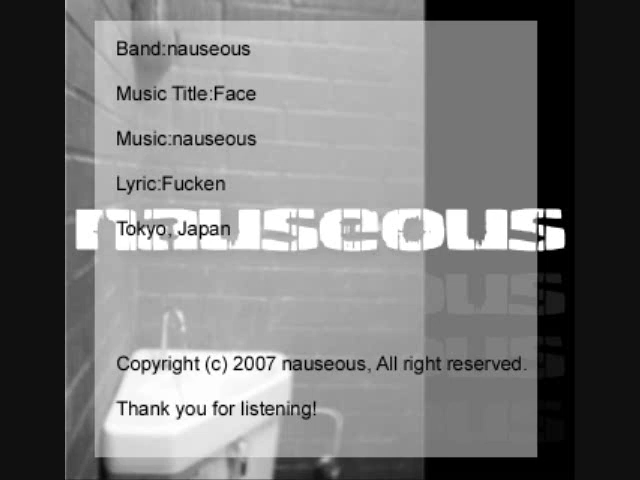 Band:nauseous
Music Title:Face
Music:nauseous
Lyric:Fucken
nauseous
Tokyo, Japan
Copyright (c) 2007 nauseous, All right reserved.
Thank you for listening!